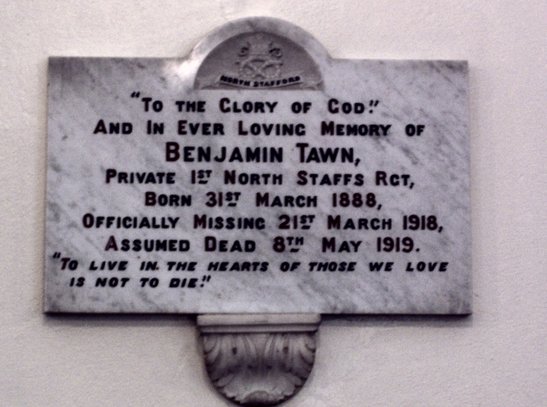 NORTH STAFFORD
"TO THE GLORY OF GOD."
AND IN EVER LOVING MEMORY OF
BENJAMIN TAWN,
PRIVATE 1ST NORTH STAFFS RGT,
BORN 31ST MARCH 1888,
OFFICIALLY MISSING 21ST MARCH 1918,
ASSUMED DEAD 8TH MAY 1919.
"TO LIVE IN THE HEARTS OF THOSE WE LOVE
IS NOT TO DIE."